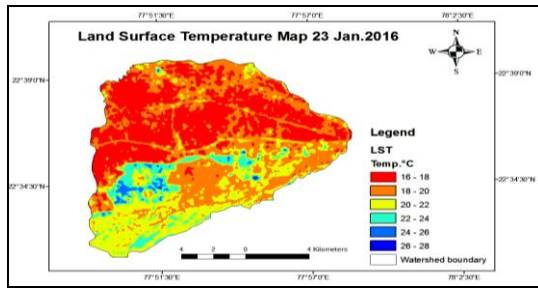 77°51'30"E 77°57'0"E 78°2'30"E
Land Surface Temperature Map 23 Jan.2016
N
W E
S
22°39'0"N 22°39'0"N
Legend
LST
Temp.°C
16 - 18
18 - 20
20 - 22
22 - 24
24 - 26
26 - 28
Watershed boundary
22°34'30"N 22°34'30"N
4 2 0 4 Kilometers
77°51'30"E 77°57'0"E 78°2'30"E